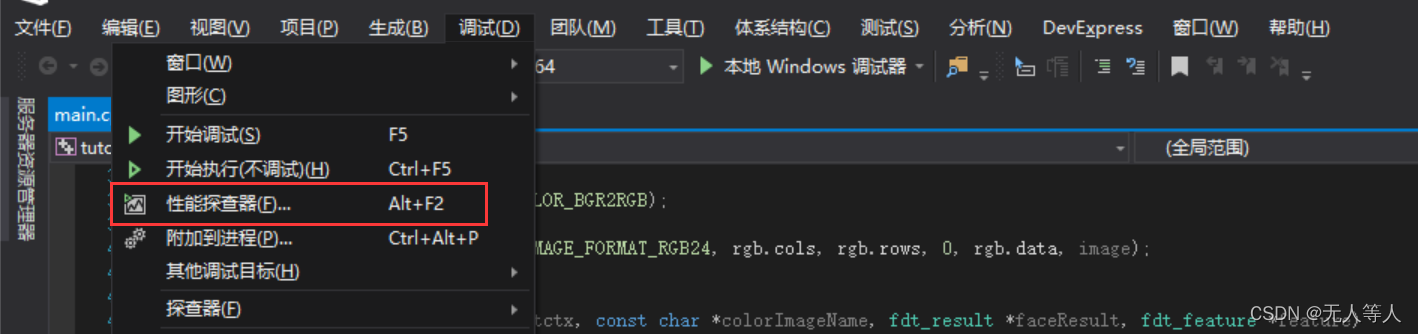 文件(F) 编辑(E) 视图(V) 项目(P) 生成(B) 调试(D) 团队(M) 工具(T) 体系结构(C) 测试(S) 分析(N) DevExpress 窗口(W) 帮助(H)
64 本地 Windows 调试器
服务器资源管理器
main.c
tuto (全局范围)
窗口(W)
图形(C)
开始调试(S) F5
开始执行(不调试)(H) Ctrl+F5
性能探查器(F)... Alt+F2
附加到进程(P)... Ctrl+Alt+P
其他调试目标(H)
探查器(F)
LOR_BGR2RGB);
MAGE_FORMAT_RGB24, rgb.cols, rgb.rows, 0, rgb.data, image);
tctx, const char *colorImageName, fdt_result *faceResult, fdt_feature *
CSDN @无人等人